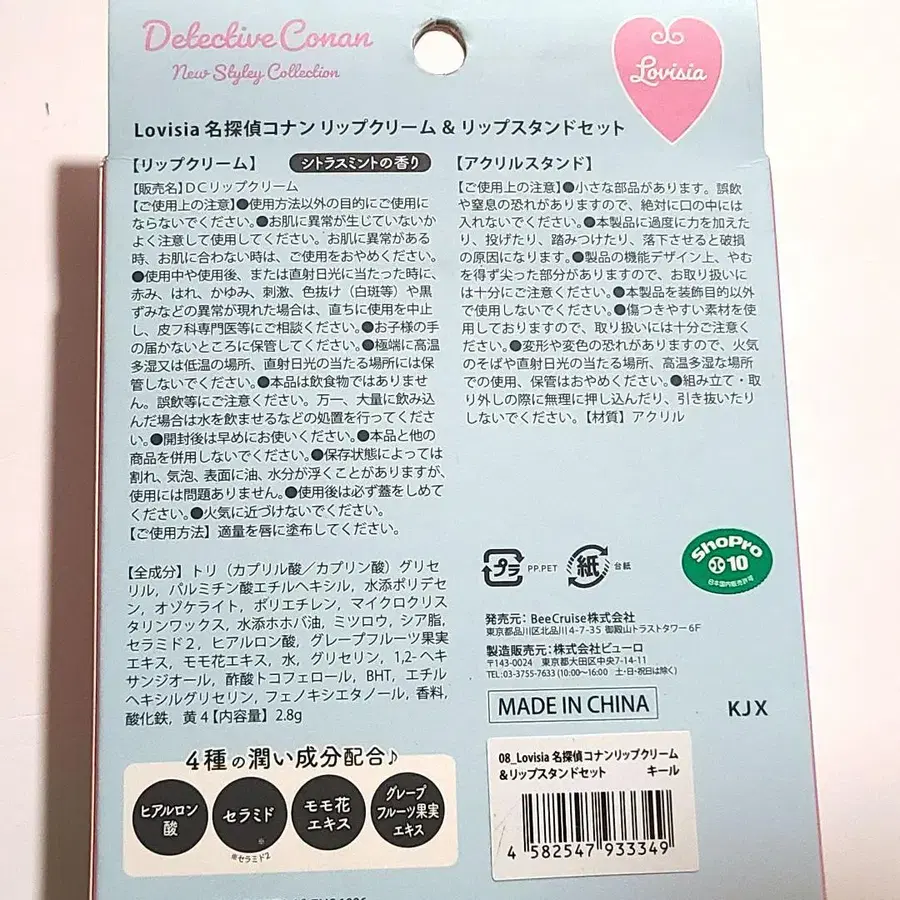 Detective Conan
New Styley Collection
Lovisia
Lovisia 名探偵コナン リップクリーム & リップスタンドセット
【リップクリーム】 シトラスミントの香り
【販売名】DCリップクリーム
【ご使用上の注意】●使用方法以外の目的にご使用に
ならないでください。●お肌に異常が生じていないか
よく注意して使用してください。お肌に異常がある
時、お肌に合わない時は、ご使用をおやめください。
●使用中や使用後、または直射日光に当たった時に、
赤み、はれ、かゆみ、刺激、色抜け（白斑等）や黒
ずみなどの異常が現れた場合は、直ちに使用を中
止し、皮フ科専門医等にご相談ください。●お子様の手
の届かないところに保管してください。●極端に高温
多湿又は低温の場所、直射日光の当たる場所には保
管しないでください。●本品は飲食物ではありませ
ん。誤飲等にご注意ください。万一、大量に飲み込
んだ場合は水を飲ませるなどの処置を行ってくださ
い。●開封後は早めにお使いください。●本品と他の
商品を併用しないでください。●保存状態によっては
割れ、気泡、表面に油、水分が浮くことがありますが、
使用には問題ありません。●使用後は必ず蓋をしめて
ください。●火気に近づけないでください。
【ご使用方法】適量を唇に塗布してください。
【全成分】トリ（カプリル酸／カプリン酸）グリセ
リル，パルミチン酸エチルヘキシル，水添ポリデセ
ン，オゾケライト，ポリエチレン，マイクロクリス
タリンワックス，水添ホホバ油，ミツロウ，シア脂，
セラミド2，ヒアルロン酸，グレープフルーツ果実
エキス，モモ花エキス，水，グリセリン，1,2-ヘキ
サンジオール，酢酸トコフェロール，BHT，エチル
ヘキシルグリセリン，フェノキシエタノール，香料，
酸化鉄，黄4【内容量】2.8g
4種の潤い成分配合♪
ヒアルロン
酸
セラミド
※
※セラミド2
モモ花
エキス
グレープ
フルーツ果実
エキス
【アクリルスタンド】
【ご使用上の注意】●小さな部品があります。誤飲
や窒息の恐れがありますので、絶対に口の中には
入れないでください。●本製品に過度に力を加えた
り、投げたり、踏みつけたり、落下させると破損
の原因になります。●製品の機能デザイン上、やむ
を得ず尖った部分がありますので、お取り扱いに
は十分にご注意ください。●本製品を装飾目的以外
で使用しないでください。●傷つきやすい素材を使
用しておりますので、取り扱いには十分ご注意くだ
さい。●変形や変色の恐れがありますので、火気
のそばや直射日光の当たる場所、高温多湿な場所
での使用、保管はおやめください。●組み立て・取
り外しの際に無理に押し込んだり、引き抜いたり
しないでください。【材質】アクリル
プラ PP.PET 紙 台紙
ShoPro
10
日本国内販売許可
発売元：BeeCruise株式会社
東京都品川区北品川4-7-35 御殿山トラストタワー6F
製造販売元：株式会社ビューロ
〒143-0024 東京都大田区中央7-14-11
TEL:03-3755-7633 (10:00〜16:00 土・日・祝日は除く)
MADE IN CHINA
KJX
08_Lovisia 名探偵コナンリップクリーム
&リップスタンドセット キール
4 582547 933349